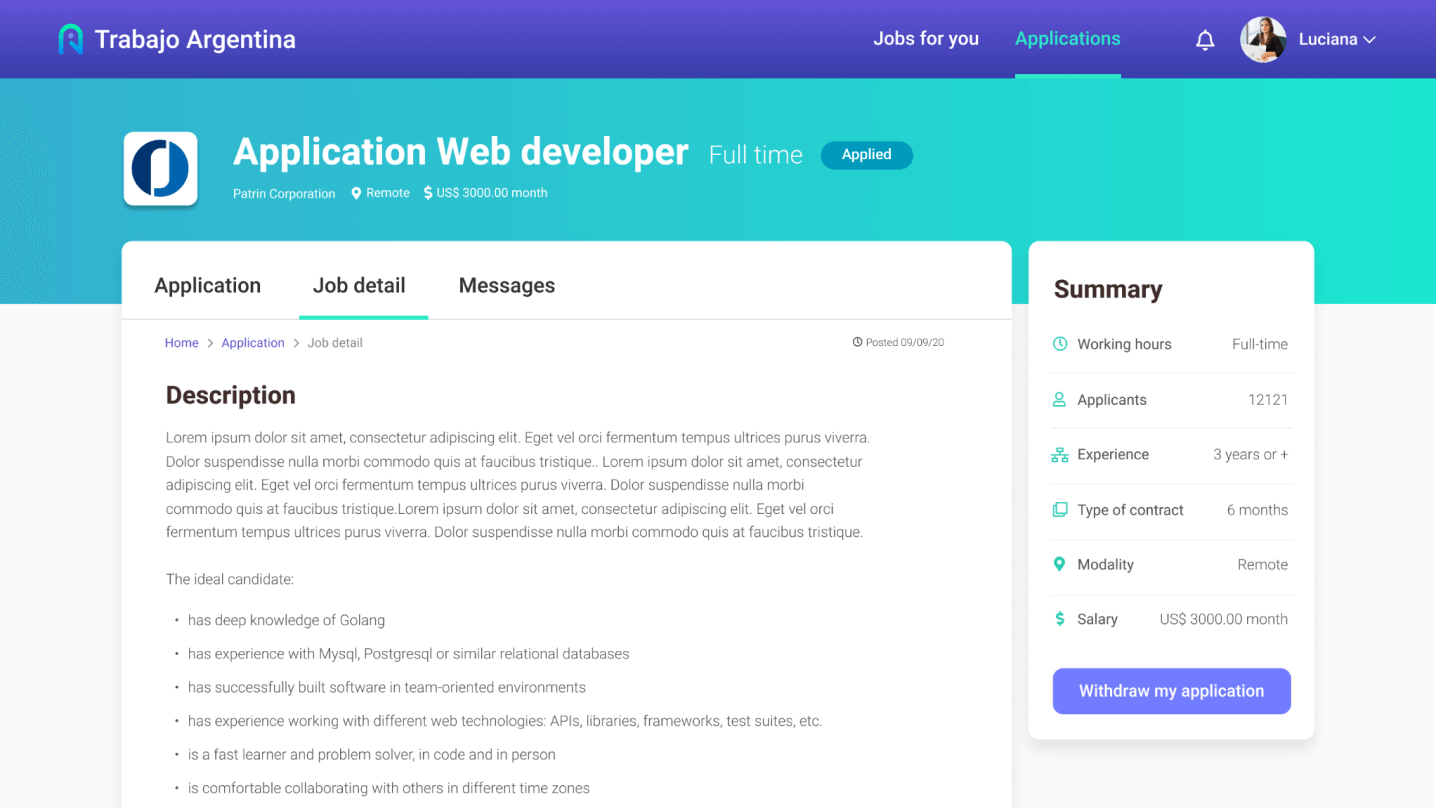 Trabajo Argentina
Jobs for you
Applications
Luciana
Application Web developer Full time Applied
Patrin Corporation Remote US$ 3000.00 month
Application Job detail Messages
Home > Application > Job detail
Posted 09/09/20
Description
Lorem ipsum dolor sit amet, consectetur adipiscing elit. Eget vel orci fermentum tempus ultrices purus viverra.
Dolor suspendisse nulla morbi commodo quis at faucibus tristique.. Lorem ipsum dolor sit amet, consectetur
adipiscing elit. Eget vel orci fermentum tempus ultrices purus viverra. Dolor suspendisse nulla morbi
commodo quis at faucibus tristique.Lorem ipsum dolor sit amet, consectetur adipiscing elit. Eget vel orci
fermentum tempus ultrices purus viverra. Dolor suspendisse nulla morbi commodo quis at faucibus tristique.
The ideal candidate:
• has deep knowledge of Golang
• has experience with Mysql, Postgresql or similar relational databases
• has successfully built software in team-oriented environments
• has experience working with different web technologies: APIs, libraries, frameworks, test suites, etc.
• is a fast learner and problem solver, in code and in person
• is comfortable collaborating with others in different time zones
Summary
Working hours Full-time
Applicants 12121
Experience 3 years or +
Type of contract 6 months
Modality Remote
Salary US$ 3000.00 month
Withdraw my application